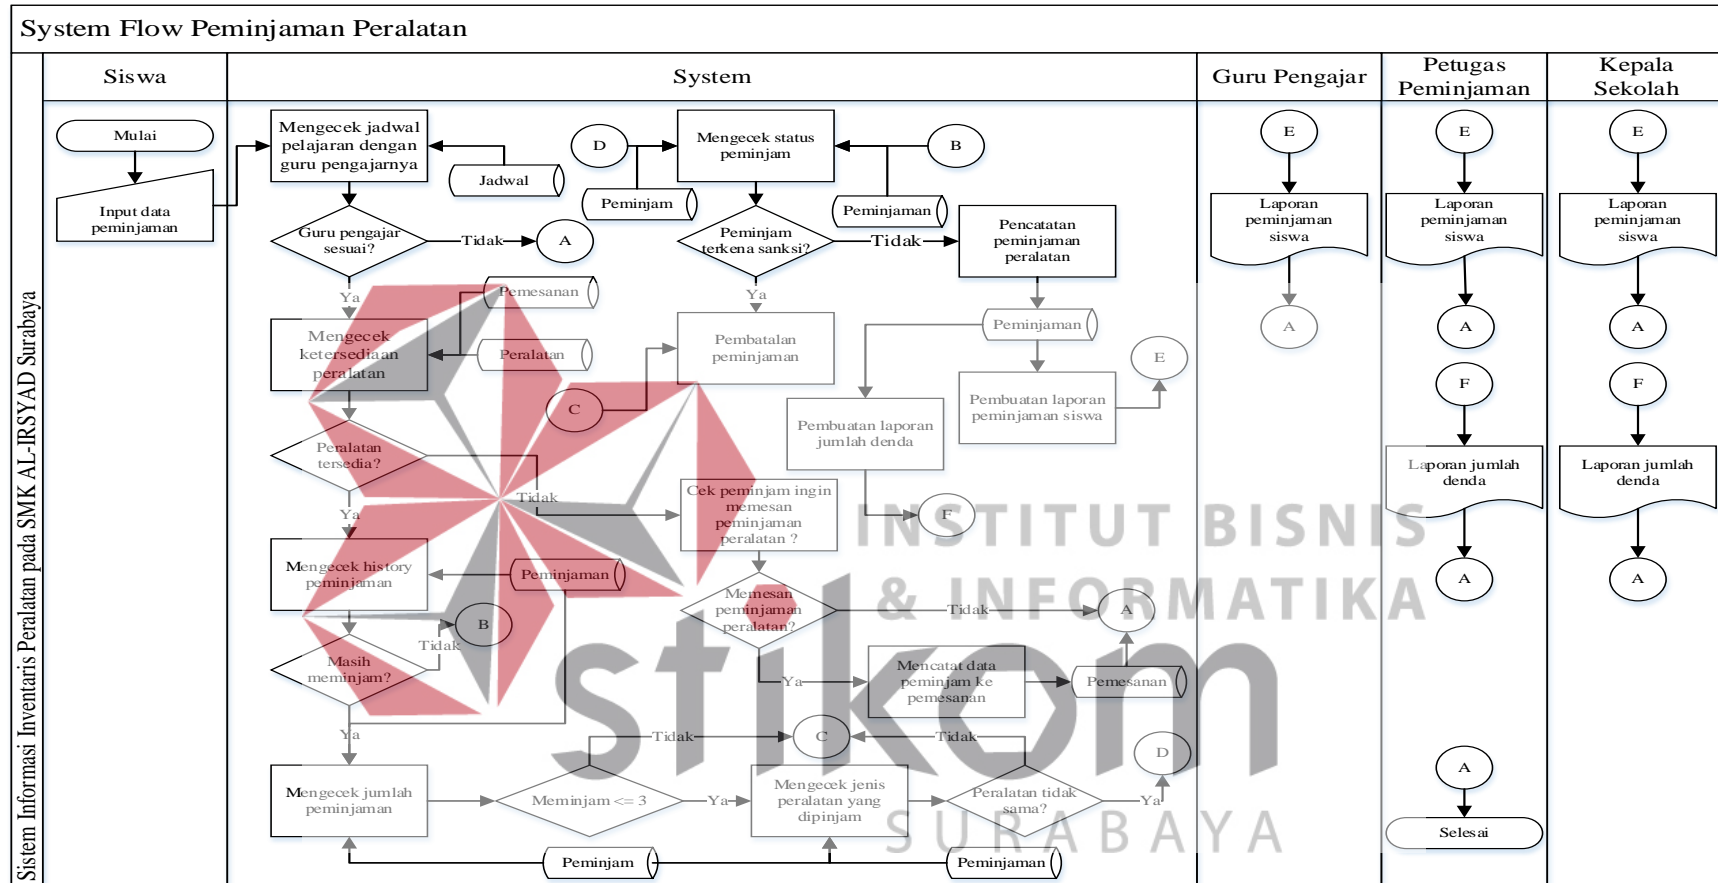 System Flow Peminjaman Peralatan
Sistem Informasi Inventaris Peralatan pada SMK AL-IRSYAD Surabaya
Siswa
System
Guru Pengajar
Petugas
Peminjaman
Kepala
Sekolah
Mulai
Input data
peminjaman
Mengecek jadwal
pelajaran dengan
guru pengajarnya
Jadwal
Guru pengajar
sesuai?
Tidak
A
Ya
Pemesanan
Mengecek
ketersediaan
peralatan
Peralatan
Peralatan
tersedia?
Tidak
Ya
Mengecek history
peminjaman
Peminjaman
Masih
meminjam?
Tidak
B
Ya
Mengecek jumlah
peminjaman
Meminjam <= 3
Tidak
Ya
C
Mengecek jenis
peralatan yang
dipinjam
Tidak
Peralatan tidak
sama?
Ya
D
Peminjam
Peminjaman
D
Mengecek status
peminjam
B
Peminjam
Peminjaman
Peminjam
terkena sanksi?
Tidak
Pencatatan
peminjaman
peralatan
Ya
Pembatalan
peminjaman
C
Peminjaman
E
Pembuatan laporan
peminjaman siswa
Pembuatan laporan
jumlah denda
F
Cek peminjam ingin
memesan
peminjaman
peralatan ?
Memesan
peminjaman
peralatan?
Tidak
A
Ya
Mencatat data
peminjam ke
pemesanan
Pemesanan
E
Laporan
peminjaman
siswa
A
E
Laporan
peminjaman
siswa
A
F
Laporan jumlah
denda
A
A
Selesai
E
Laporan
peminjaman
siswa
A
F
Laporan jumlah
denda
A
INSTITUT BISNIS
& INFORMATIKA
stikom
SURABAYA